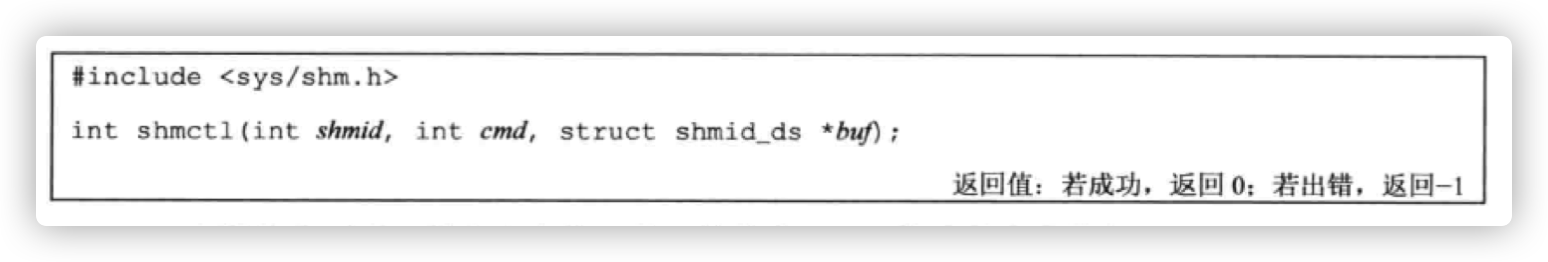 #include <sys/shm.h>
int shmctl(int shmid, int cmd, struct shmid_ds *buf);
返回值：若成功，返回 0；若出错，返回-1